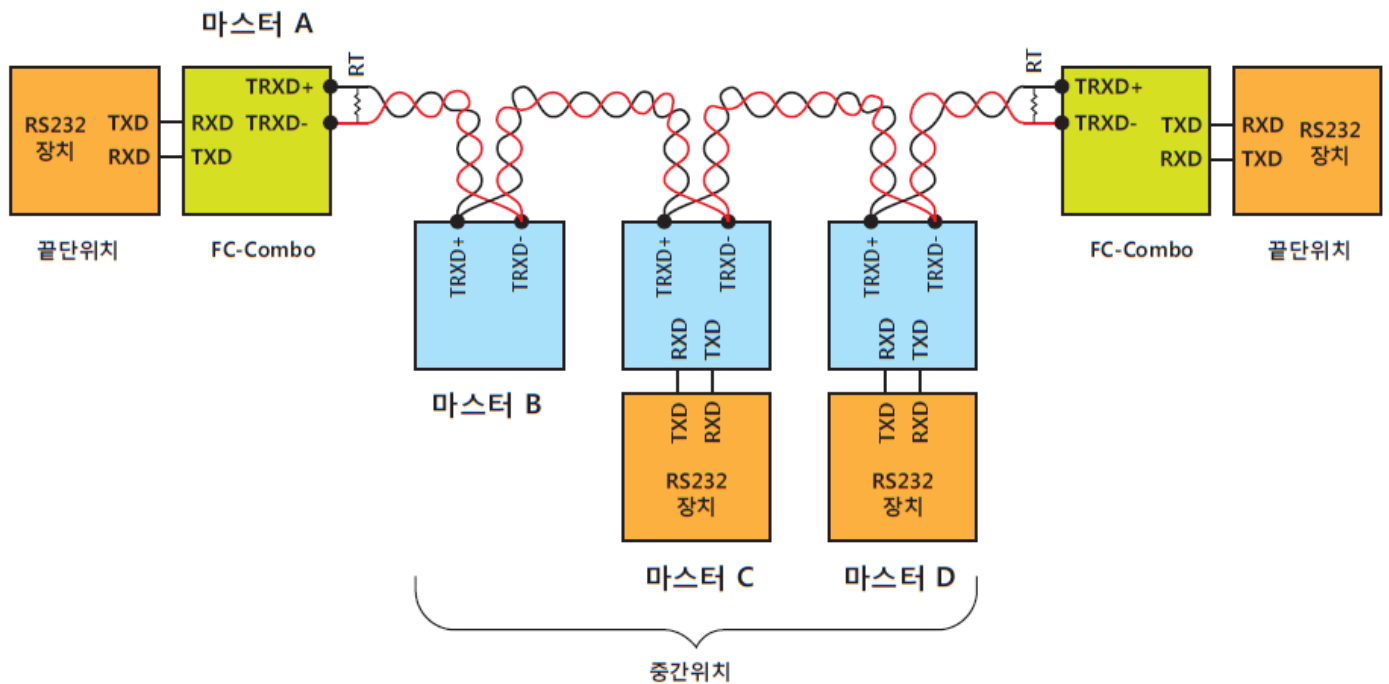 마스터 A
RT
RT
TRXD+
TRXD-
RXD
TXD
RS232
장치
TXD
RXD
TRXD+
TRXD-
TXD
RXD
RXD
TXD
RS232
장치
끝단위치
FC-Combo
FC-Combo
끝단위치
TRXD+
TRXD-
TRXD+
TRXD-
RXD
TXD
TRXD+
TRXD-
RXD
TXD
마스터 B
TXD
RXD
RS232
장치
TXD
RXD
RS232
장치
마스터 C
마스터 D
중간위치